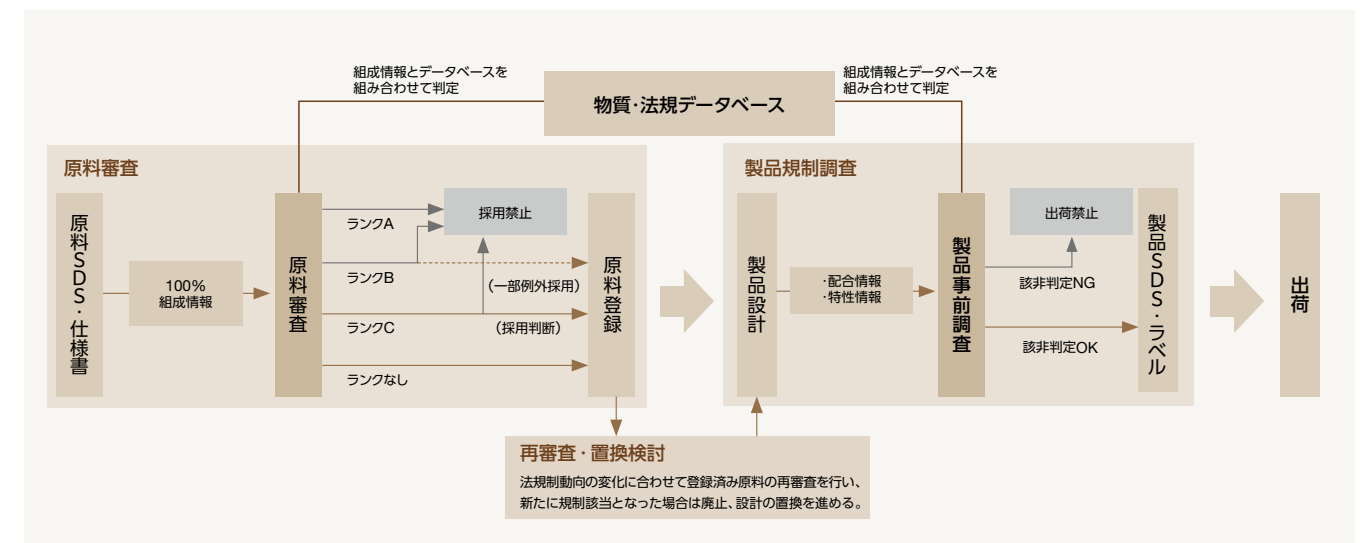 組成情報とデータベースを
組み合わせて判定
物質・法規データベース
組成情報とデータベースを
組み合わせて判定
原料審査
原料SDS・仕様書
100%
組成情報
原料審査
ランクA
ランクB
ランクC
ランクなし
採用禁止
（一部例外採用）
（採用判断）
原料登録
製品規制調査
製品設計
・配合情報
・特性情報
製品事前調査
出荷禁止
該非判定NG
該非判定OK
製品SDS・ラベル
出荷
再審査・置換検討
法規制動向の変化に合わせて登録済み原料の再審査を行い、
新たに規制該当となった場合は廃止、設計の置換を進める。